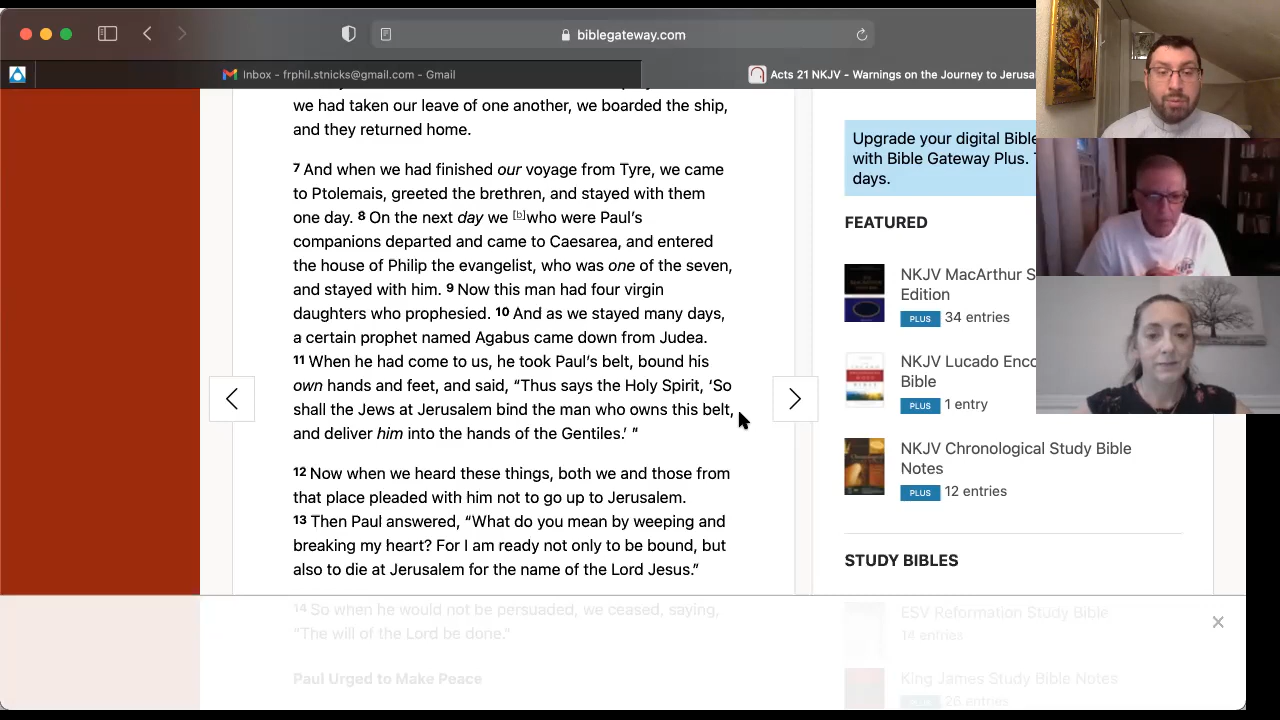 biblegateway.com
Inbox - frphil.stnicks@gmail.com - Gmail
Acts 21 NKJV - Warnings on the Journey to Jerusa
we had taken our leave of one another, we boarded the ship,
and they returned home.
7 And when we had finished our voyage from Tyre, we came
to Ptolemais, greeted the brethren, and stayed with them
one day. 8 On the next day we [b]who were Paul's
companions departed and came to Caesarea, and entered
the house of Philip the evangelist, who was one of the seven,
and stayed with him. 9 Now this man had four virgin
daughters who prophesied. 10 And as we stayed many days,
a certain prophet named Agabus came down from Judea.
11 When he had come to us, he took Paul's belt, bound his
own hands and feet, and said, “Thus says the Holy Spirit, ‘So
shall the Jews at Jerusalem bind the man who owns this belt,
and deliver him into the hands of the Gentiles.’ ”
12 Now when we heard these things, both we and those from
that place pleaded with him not to go up to Jerusalem.
13 Then Paul answered, “What do you mean by weeping and
breaking my heart? For I am ready not only to be bound, but
also to die at Jerusalem for the name of the Lord Jesus.”
14 So when he would not be persuaded, we ceased, saying,
“The will of the Lord be done.”
Paul Urged to Make Peace
Upgrade your digital Bible
with Bible Gateway Plus.
days.
FEATURED
NKJV MacArthur S
Edition
PLUS 34 entries
NKJV Lucado Enco
Bible
PLUS 1 entry
NKJV Chronological Study Bible
Notes
PLUS 12 entries
STUDY BIBLES
ESV Reformation Study Bible
14 entries
King James Study Bible Notes
PLUS 26 entries